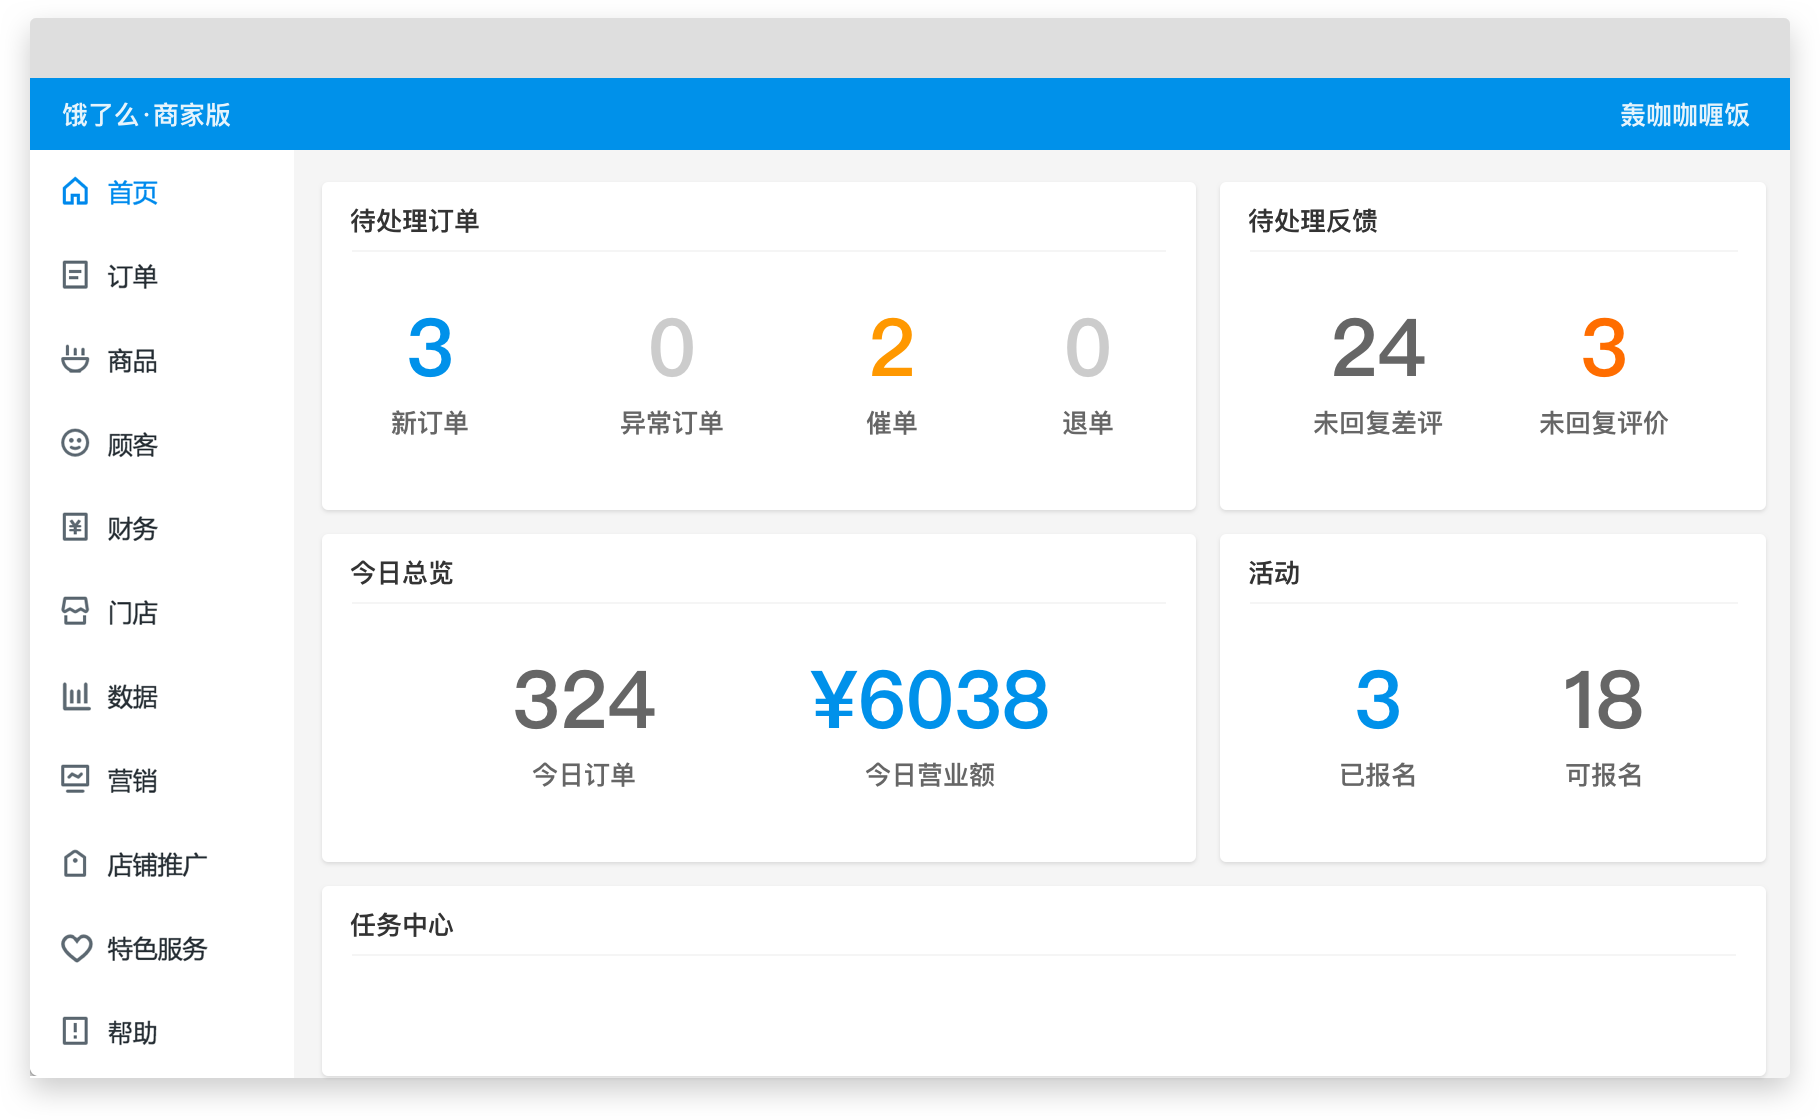 饿了么·商家版
轰咖咖喱饭
首页
订单
商品
顾客
财务
门店
数据
营销
店铺推广
特色服务
帮助
待处理订单
3
0
2
0
新订单
异常订单
催单
退单
待处理反馈
24
3
未回复差评
未回复评价
今日总览
324
¥6038
今日订单
今日营业额
活动
3
18
已报名
可报名
任务中心